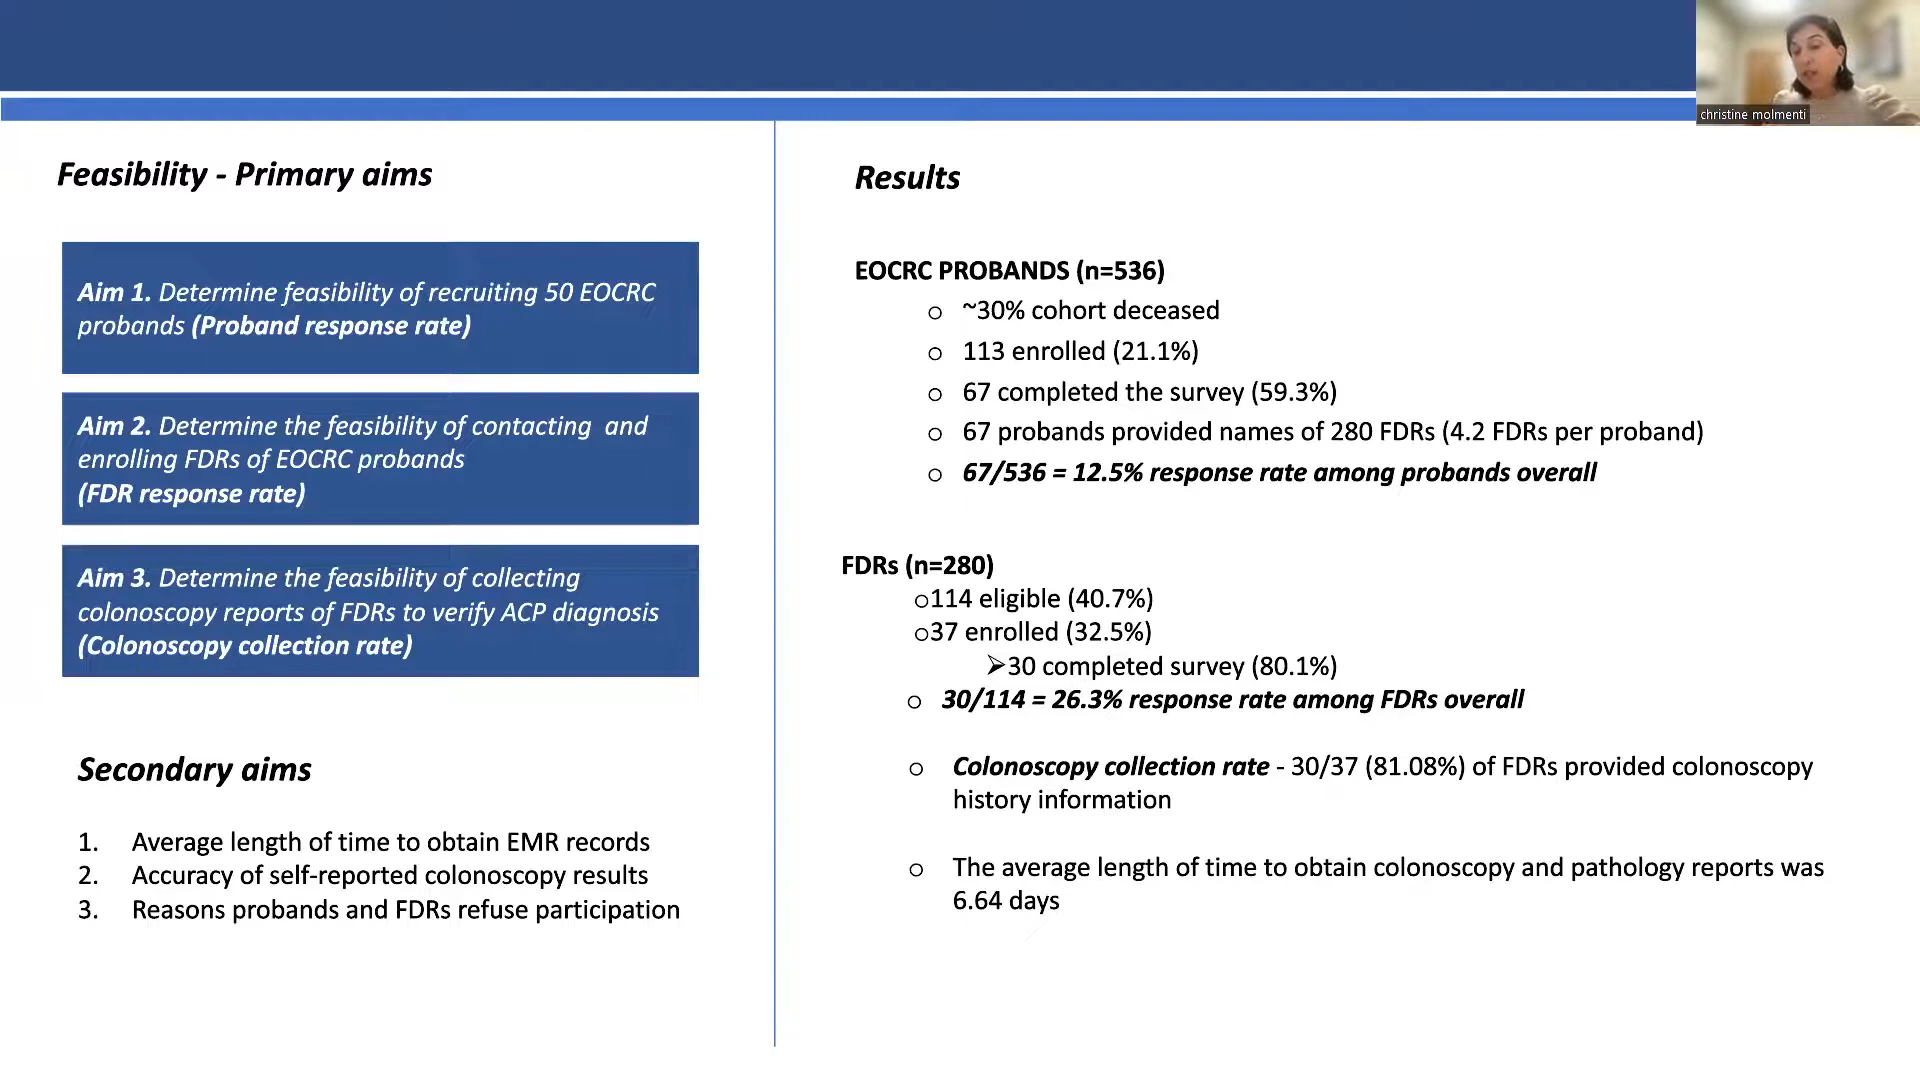 christine molmenti
Feasibility - Primary aims
Aim 1. Determine feasibility of recruiting 50 EOCRC
probands (Proband response rate)
Aim 2. Determine the feasibility of contacting and
enrolling FDRs of EOCRC probands
(FDR response rate)
Aim 3. Determine the feasibility of collecting
colonoscopy reports of FDRs to verify ACP diagnosis
(Colonoscopy collection rate)
Secondary aims
1. Average length of time to obtain EMR records
2. Accuracy of self-reported colonoscopy results
3. Reasons probands and FDRs refuse participation
Results
EOCRC PROBANDS (n=536)
o ~30% cohort deceased
o 113 enrolled (21.1%)
o 67 completed the survey (59.3%)
o 67 probands provided names of 280 FDRs (4.2 FDRs per proband)
o 67/536 = 12.5% response rate among probands overall
FDRs (n=280)
o114 eligible (40.7%)
o37 enrolled (32.5%)
➢30 completed survey (80.1%)
o 30/114 = 26.3% response rate among FDRs overall
o Colonoscopy collection rate - 30/37 (81.08%) of FDRs provided colonoscopy
history information
o The average length of time to obtain colonoscopy and pathology reports was
6.64 days